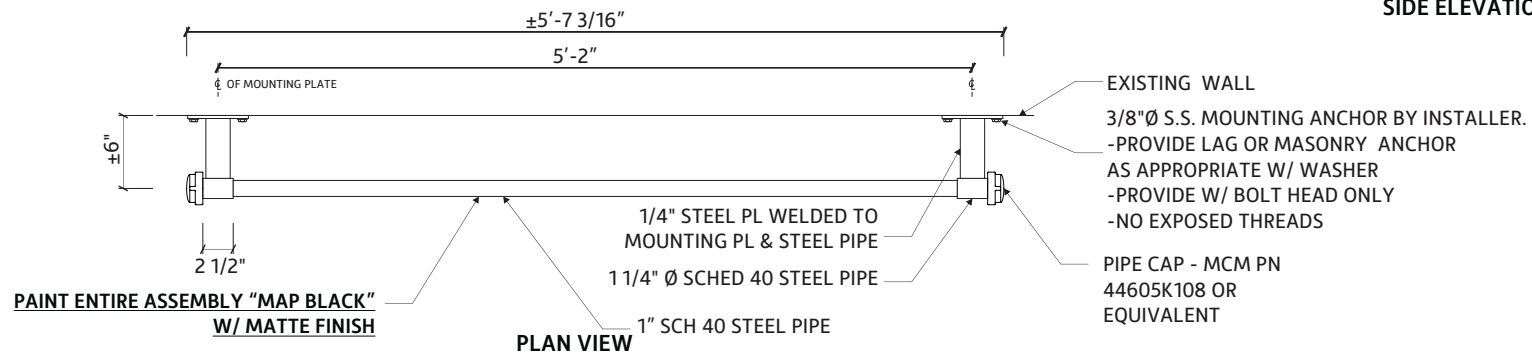 SIDE ELEVATIO
±5'-7 3/16"
5'-2"
℄ OF MOUNTING PLATE
℄
±6"
2 1/2"
EXISTING WALL
3/8"Ø S.S. MOUNTING ANCHOR BY INSTALLER.
-PROVIDE LAG OR MASONRY ANCHOR
AS APPROPRIATE W/ WASHER
-PROVIDE W/ BOLT HEAD ONLY
-NO EXPOSED THREADS
1/4" STEEL PL WELDED TO
MOUNTING PL & STEEL PIPE
1 1/4" Ø SCHED 40 STEEL PIPE
PIPE CAP - MCM PN
44605K108 OR
EQUIVALENT
PAINT ENTIRE ASSEMBLY “MAP BLACK”
W/ MATTE FINISH
1” SCH 40 STEEL PIPE
PLAN VIEW